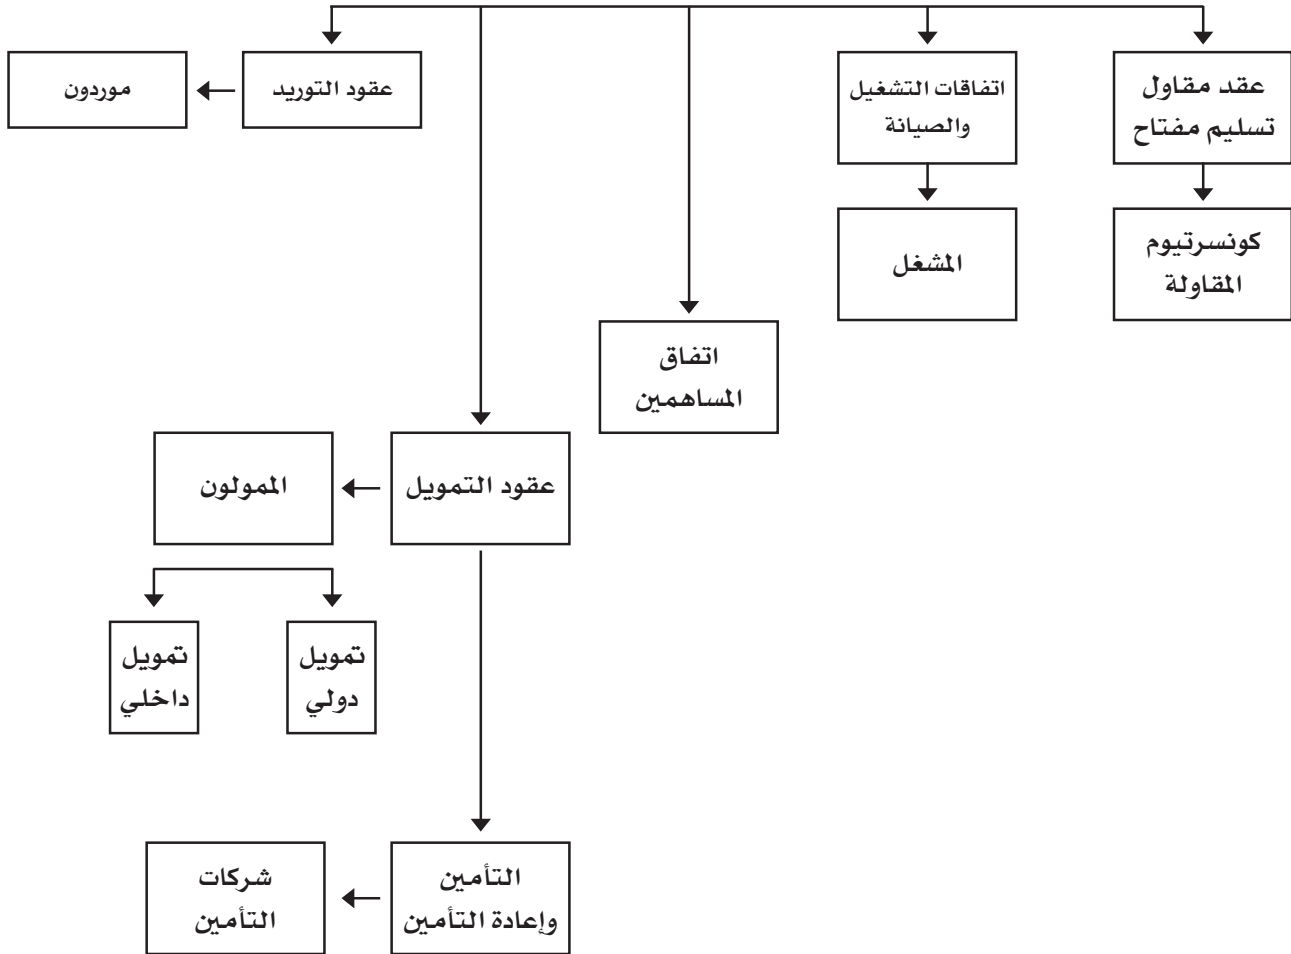 عقد مقاول
تسليم مفتاح
اتفاقات التشغيل
والصيانة
عقود التوريد
موردون
كونسرتيوم
المقاولة
المشغل
اتفاق
المساهمين
عقود التمويل
الممولون
تمويل
دولي
تمويل
داخلي
التأمين
وإعادة التأمين
شركات
التأمين